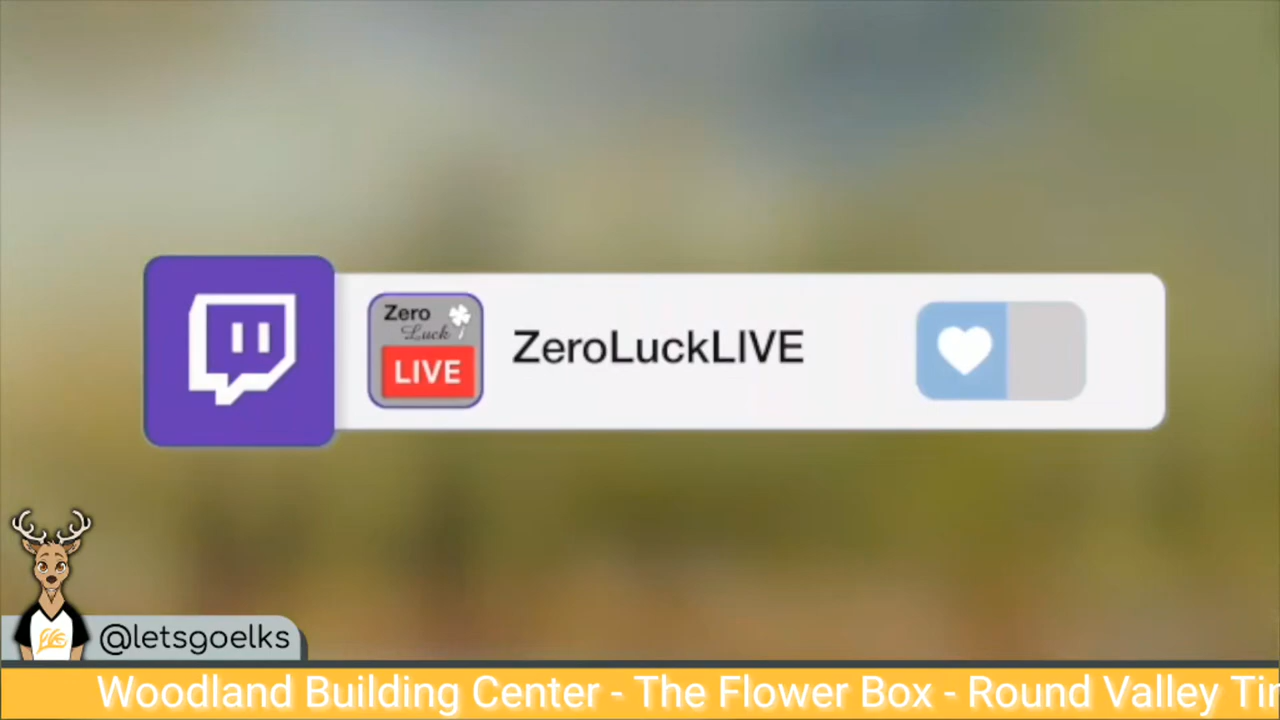 Zero
Luck
LIVE
ZeroLuckLIVE
@letsgoelks
Woodland Building Center - The Flower Box - Round Valley